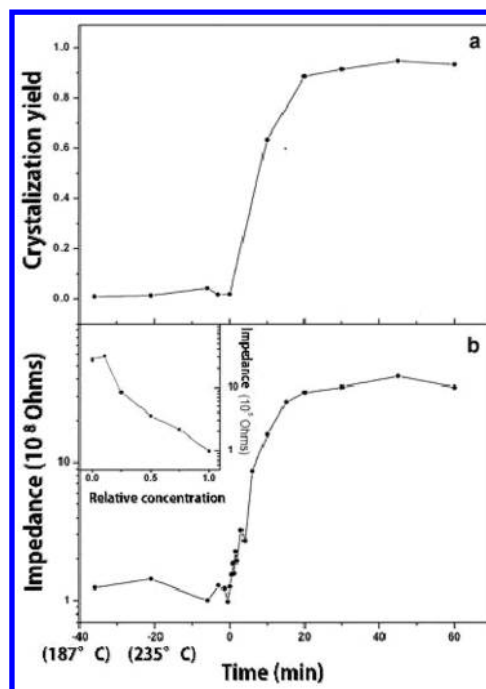 a
1.0
0.8
0.6
0.4
0.2
0.0
Crystalization yield
b
Impedance (10⁸ Ohms)
10
1
Impedance
(10⁸ Ohms)
10
1
0.0 0.5 1.0
Relative concentration
-40 -20 0 20 40 60
(187° C) (235° C)
Time (min)